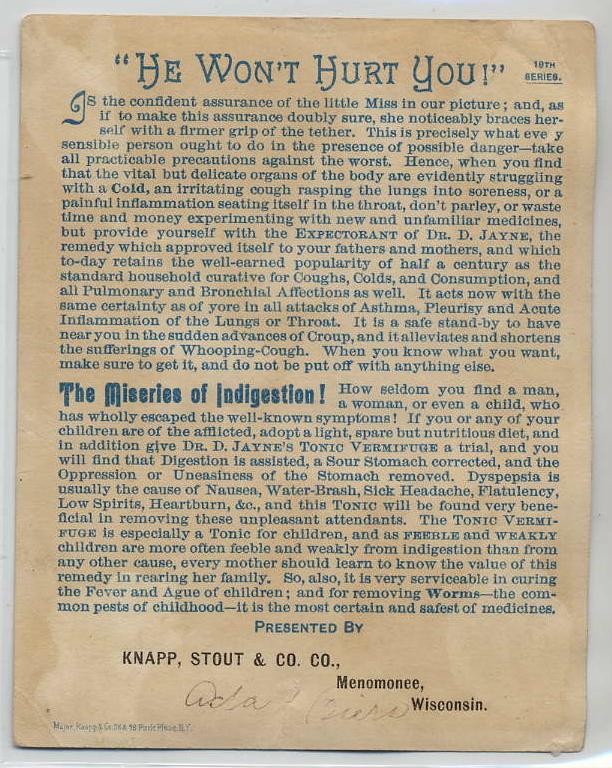 "HE WON'T HURT YOU!" 19TH SERIES.
IS the confident assurance of the little Miss in our picture; and, as
if to make this assurance doubly sure, she noticeably braces her-
self with a firmer grip of the tether. This is precisely what eve y
sensible person ought to do in the presence of possible danger—take
all practicable precautions against the worst. Hence, when you find
that the vital but delicate organs of the body are evidently struggling
with a Cold, an irritating cough rasping the lungs into soreness, or a
painful inflammation seating itself in the throat, don't parley, or waste
time and money experimenting with new and unfamiliar medicines,
but provide yourself with the EXPECTORANT OF DR. D. JAYNE, the
remedy which approved itself to your fathers and mothers, and which
to-day retains the well-earned popularity of half a century as the
standard household curative for Coughs, Colds, and Consumption, and
all Pulmonary and Bronchial Affections as well. It acts now with the
same certainty as of yore in all attacks of Asthma, Pleurisy and Acute
Inflammation of the Lungs or Throat. It is a safe stand-by to have
near you in the sudden advances of Croup, and it alleviates and shortens
the sufferings of Whooping-Cough. When you know what you want,
make sure to get it, and do not be put off with anything else.
The Miseries of Indigestion! How seldom you find a man,
a woman, or even a child, who
has wholly escaped the well-known symptoms! If you or any of your
children are of the afflicted, adopt a light, spare but nutritious diet, and
in addition give DR. D. JAYNE'S TONIC VERMIFUGE a trial, and you
will find that Digestion is assisted, a Sour Stomach corrected, and the
Oppression or Uneasiness of the Stomach removed. Dyspepsia is
usually the cause of Nausea, Water-Brash, Sick Headache, Flatulency,
Low Spirits, Heartburn, &c., and this TONIC will be found very bene-
ficial in removing these unpleasant attendants. The TONIC VERMI-
FUGE is especially a Tonic for children, and as FEEBLE and WEAKLY
children are more often feeble and weakly from indigestion than from
any other cause, every mother should learn to know the value of this
remedy in rearing her family. So, also, it is very serviceable in curing
the Fever and Ague of children; and for removing Worms—the com-
mon pests of childhood—it is the most certain and safest of medicines.
PRESENTED BY
KNAPP, STOUT & CO. CO.,
Menomonee,
Wisconsin.
Ada
Major, Knapp & Co. 56 & 58 Park Place, N.Y.